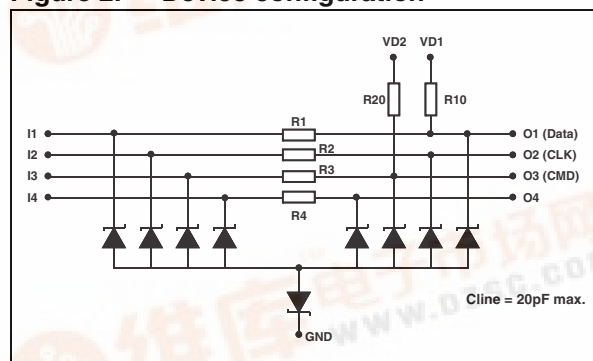 Figure 2. Device configuration
VD2 VD1
R20 R10
R1
I1 O1 (Data)
R2
I2 O2 (CLK)
R3
I3 O3 (CMD)
I4 O4
R4
Cline = 20pF max.
GND